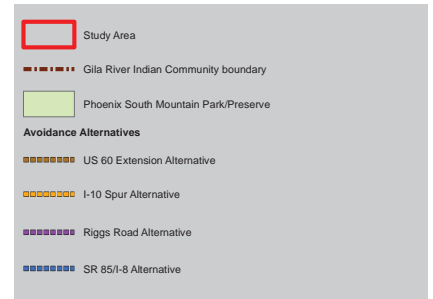 Study Area
Gila River Indian Community boundary
Phoenix South Mountain Park/Preserve
Avoidance Alternatives
US 60 Extension Alternative
I-10 Spur Alternative
Riggs Road Alternative
SR 85/I-8 Alternative